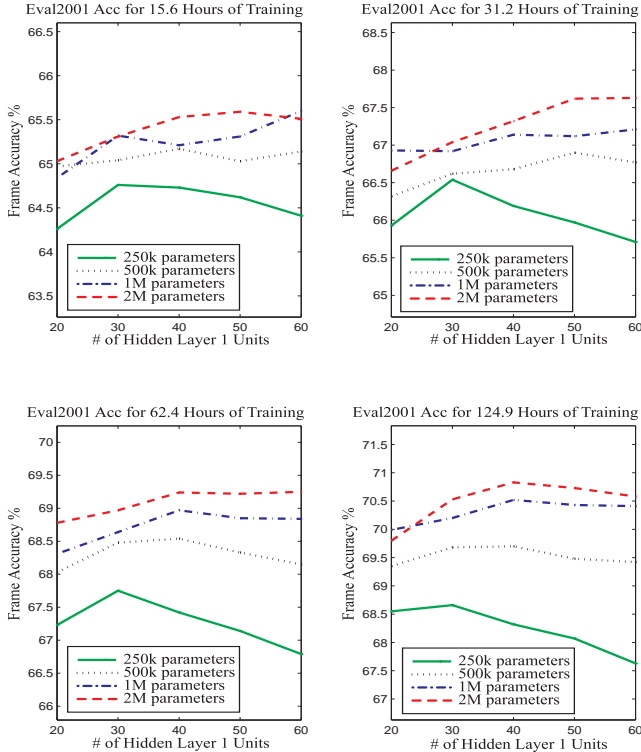 Eval2001 Acc for 15.6 Hours of Training
66.5
66
65.5
65
64.5
64
63.5
Frame Accuracy %
250k parameters
500k parameters
1M parameters
2M parameters
20 30 40 50 60
# of Hidden Layer 1 Units
Eval2001 Acc for 31.2 Hours of Training
68.5
68
67.5
67
66.5
66
65.5
65
Frame Accuracy %
250k parameters
500k parameters
1M parameters
2M parameters
20 30 40 50 60
# of Hidden Layer 1 Units
Eval2001 Acc for 62.4 Hours of Training
70
69.5
69
68.5
68
67.5
67
66.5
66
Frame Accuracy %
250k parameters
500k parameters
1M parameters
2M parameters
20 30 40 50 60
# of Hidden Layer 1 Units
Eval2001 Acc for 124.9 Hours of Training
71.5
71
70.5
70
69.5
69
68.5
68
67.5
67
Frame Accuracy %
250k parameters
500k parameters
1M parameters
2M parameters
20 30 40 50 60
# of Hidden Layer 1 Units